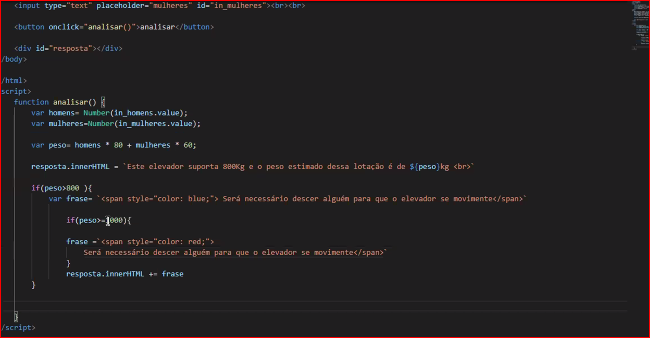 <input type="text" placeholder="mulheres" id="in_mulheres"><br><br>
<button onclick="analisar()">analisar</button>
<div id="resposta"></div>
/body>
/html>
script>
function analisar() {
var homens= Number(in_homens.value);
var mulheres=Number(in_mulheres.value);
var peso= homens * 80 + mulheres * 60;
resposta.innerHTML = `Este elevador suporta 800Kg e o peso estimado dessa lotação é de ${peso}kg <br>`
if(peso>800 ){
var frase= `<span style="color: blue;"> Será necessário descer alguém para que o elevador se movimente</span>`
if(peso>=1000){
frase =`<span style="color: red;">
Será necessário descer alguém para que o elevador se movimente</span>`
}
resposta.innerHTML += frase
}
}
/script>